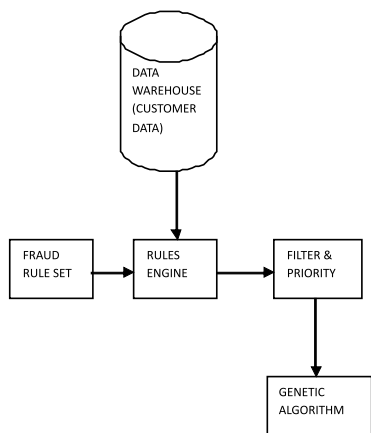 DATA
WAREHOUSE
(CUSTOMER
DATA)
FRAUD
RULE SET
RULES
ENGINE
FILTER &
PRIORITY
GENETIC
ALGORITHM